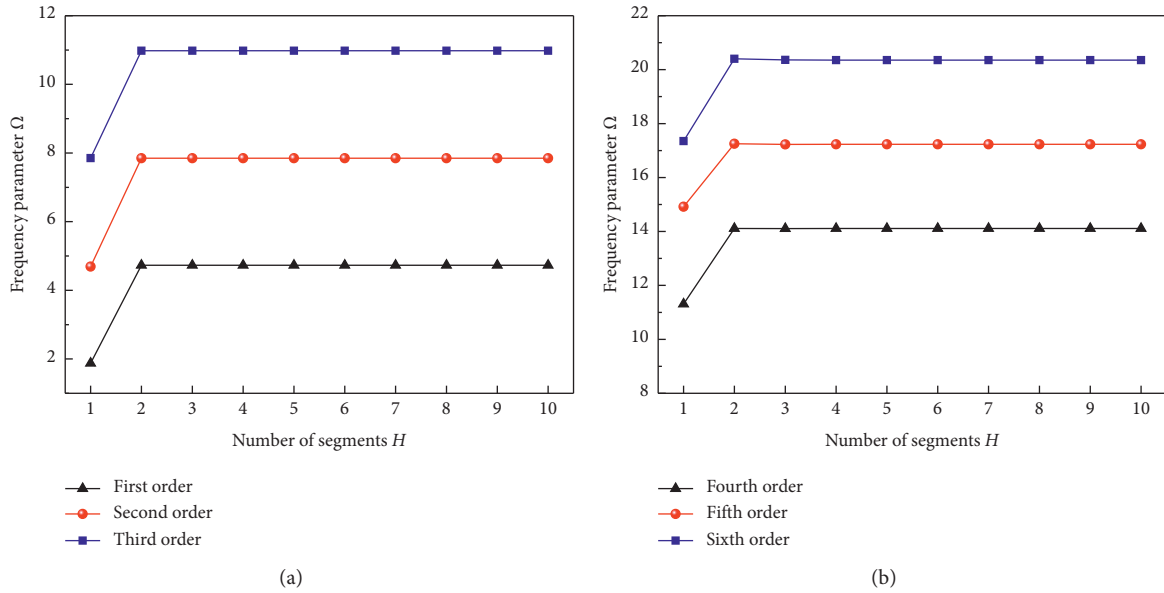 12
10
8
6
4
2
Frequency parameter Ω
1 2 3 4 5 6 7 8 9 10
Number of segments H
First order
Second order
Third order
(a)
22
20
18
16
14
12
10
8
Frequency parameter Ω
1 2 3 4 5 6 7 8 9 10
Number of segments H
Fourth order
Fifth order
Sixth order
(b)